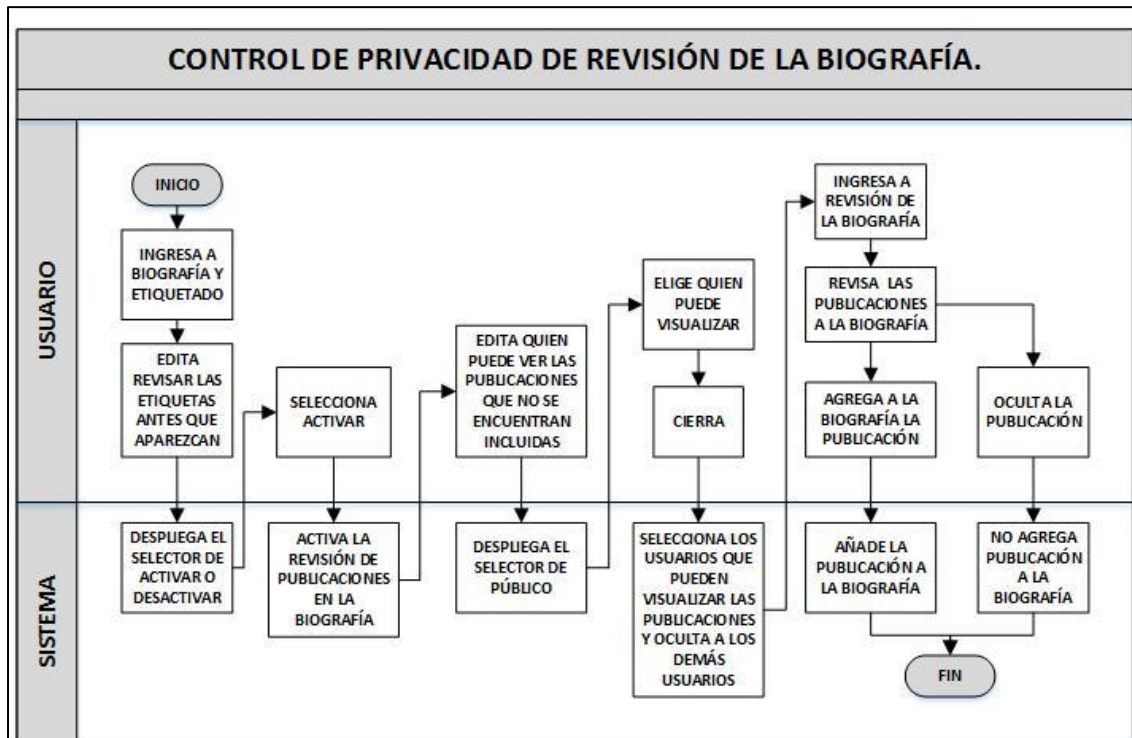 CONTROL DE PRIVACIDAD DE REVISIÓN DE LA BIOGRAFÍA.
USUARIO
INICIO
INGRESA A
BIOGRAFÍA Y
ETIQUETADO
EDITA
REVISAR LAS
ETIQUETAS
ANTES QUE
APAREZCAN
SELECCIONA
ACTIVAR
EDITA QUIEN
PUEDE VER LAS
PUBLICACIONES
QUE NO SE
ENCUENTRAN
INCLUIDAS
ELIGE QUIEN
PUEDE
VISUALIZAR
CIERRA
INGRESA A
REVISIÓN DE
LA BIOGRAFÍA
REVISA LAS
PUBLICACIONES
A LA BIOGRAFÍA
AGREGA A LA
BIOGRAFÍA LA
PUBLICACIÓN
OCULTA LA
PUBLICACIÓN
SISTEMA
DESPLIEGA EL
SELECTOR DE
ACTIVAR O
DESACTIVAR
ACTIVA LA
REVISIÓN DE
PUBLICACIONES
EN LA
BIOGRAFÍA
DESPLIEGA EL
SELECTOR DE
PÚBLICO
SELECCIONA LOS
USUARIOS QUE
PUEDEN
VISUALIZAR LAS
PUBLICACIONES
Y OCULTA A LOS
DEMÁS
USUARIOS
AÑADE LA
PUBLICACIÓN A
LA BIOGRAFÍA
NO AGREGA
PUBLICACIÓN
A LA
BIOGRAFÍA
FIN